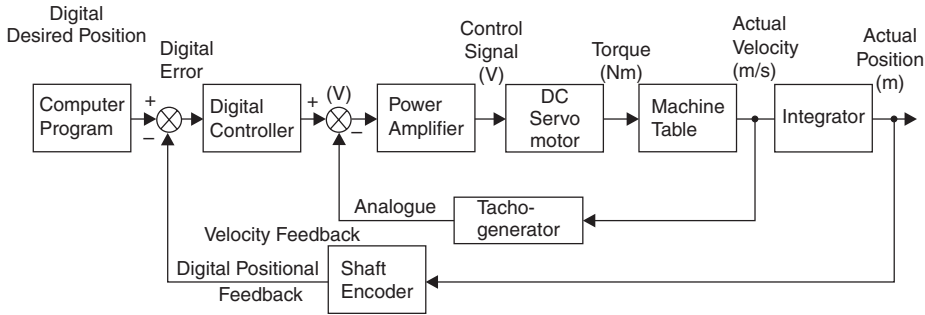 Digital
Desired Position
Digital
Error
Control
Signal
(V)
Torque
(Nm)
Actual
Velocity
(m/s)
Actual
Position
(m)
Computer
Program
+
−
Digital
Controller
+
(V)
−
Power
Amplifier
DC
Servo
motor
Machine
Table
Integrator
Analogue
Velocity Feedback
Tacho-
generator
Digital Positional
Feedback
Shaft
Encoder